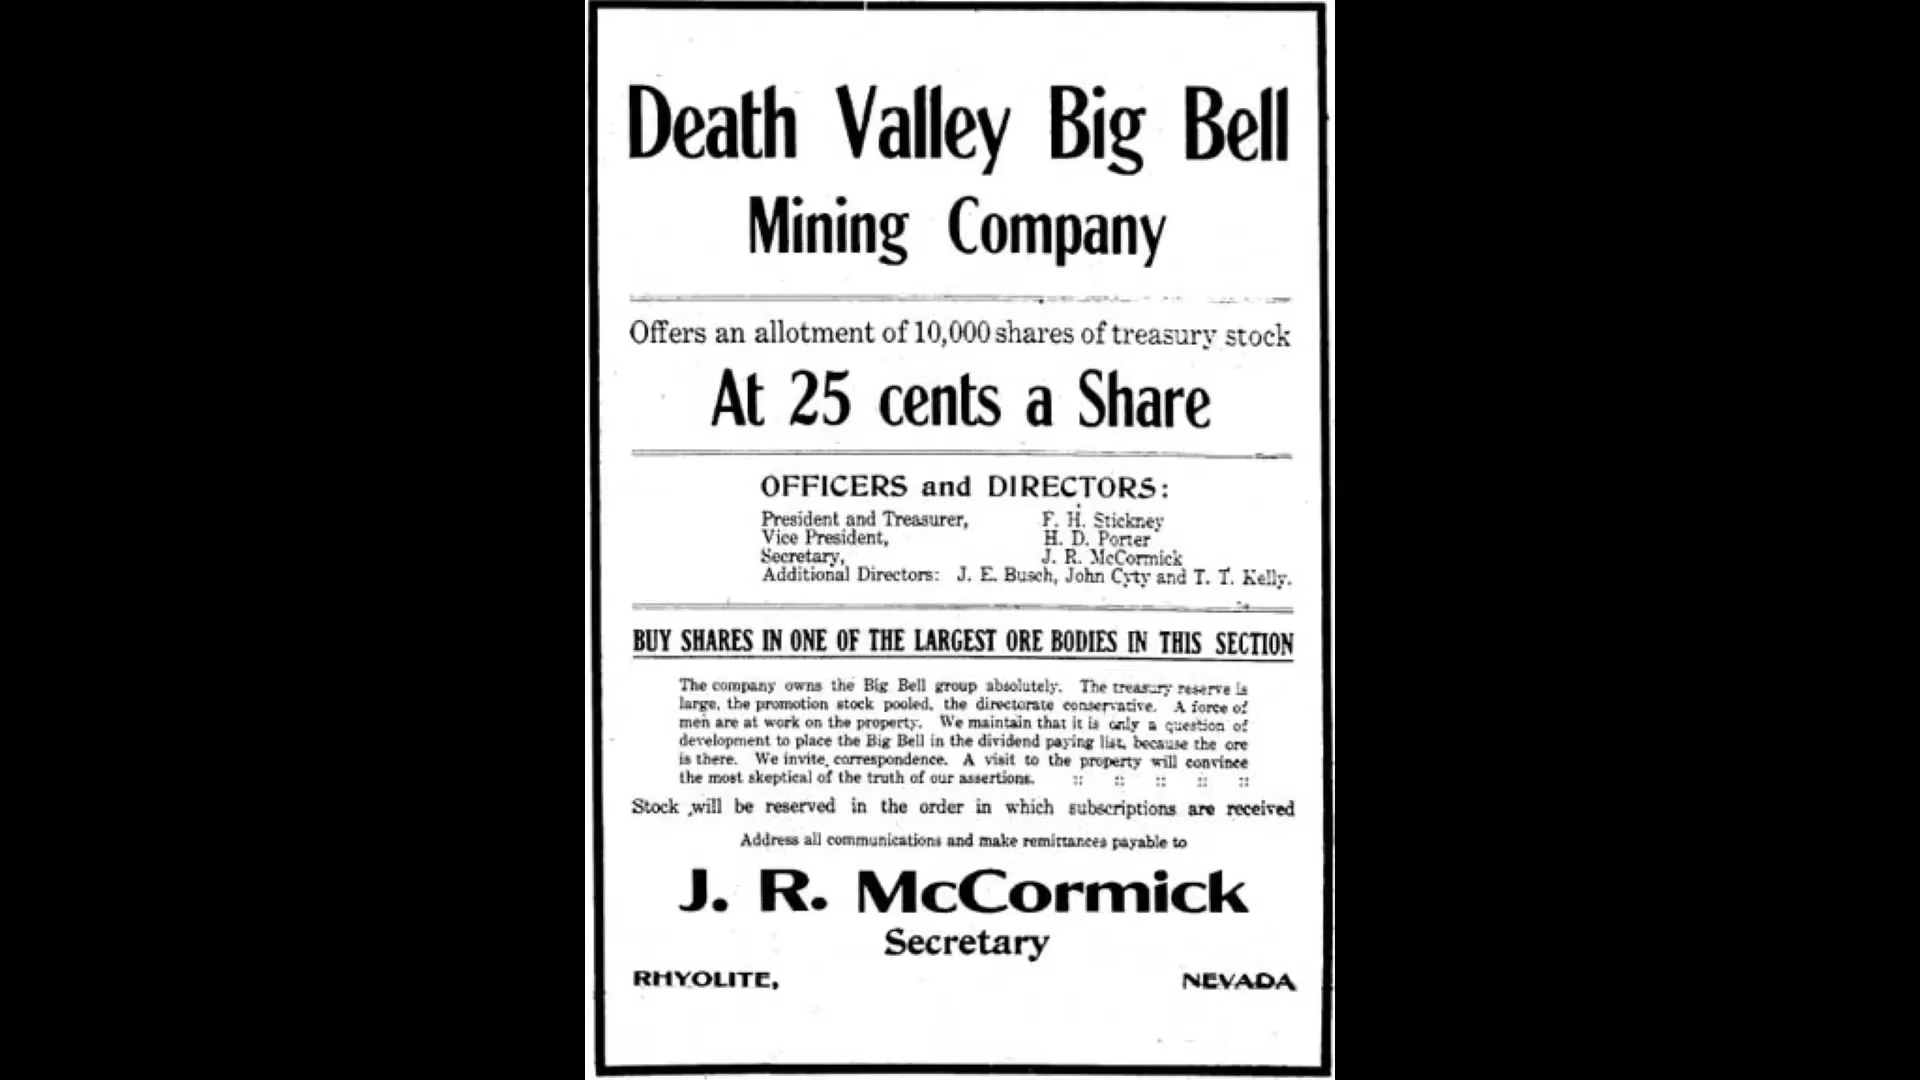 Death Valley Big Bell
Mining Company
Offers an allotment of 10,000 shares of treasury stock
At 25 cents a Share
OFFICERS and DIRECTORS:
President and Treasurer, F. H. Stickney
Vice President, H. D. Porter
Secretary, J. R. McCormick
Additional Directors: J. E. Busch, John Cyty and T. T. Kelly.
BUY SHARES IN ONE OF THE LARGEST ORE BODIES IN THIS SECTION
The company owns the Big Bell group absolutely. The treasury reserve is
large, the promotion stock pooled, the directorate conservative. A force of
men are at work on the property. We maintain that it is only a question of
development to place the Big Bell in the dividend paying list, because the ore
is there. We invite correspondence. A visit to the property will convince
the most skeptical of the truth of our assertions. :: :: :: :: ::
Stock will be reserved in the order in which subscriptions are received
Address all communications and make remittances payable to
J. R. McCormick
Secretary
RHYOLITE, NEVADA